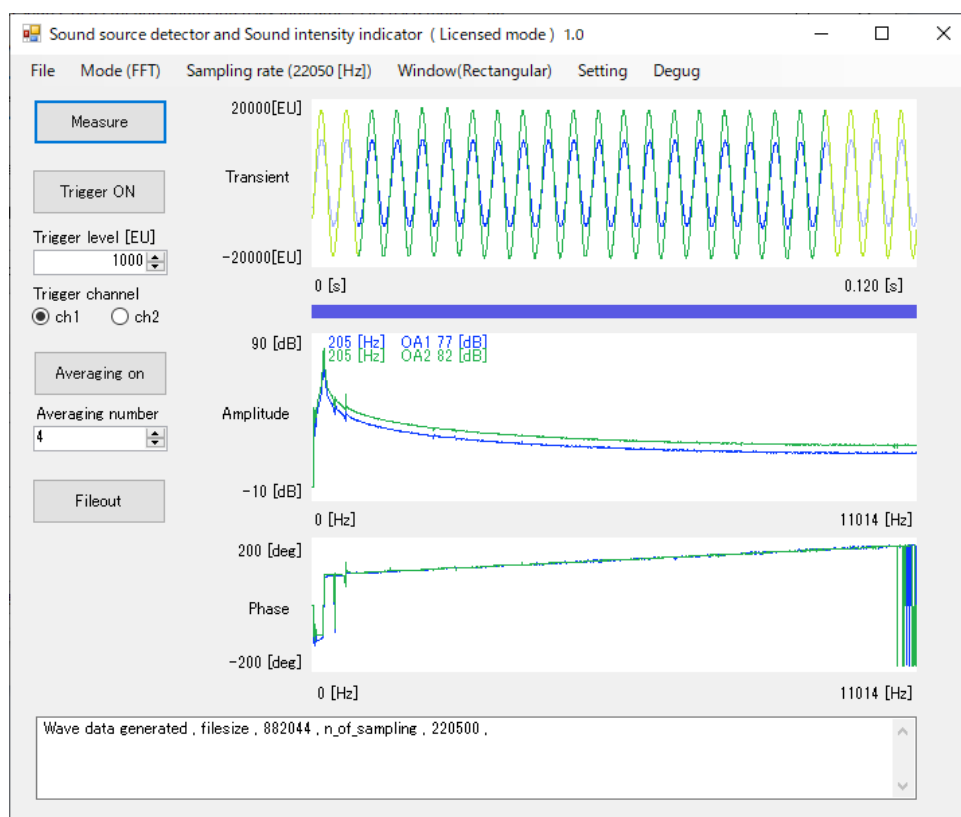 Sound source detector and Sound intensity indicator ( Licensed mode ) 1.0
File Mode (FFT) Sampling rate (22050 [Hz]) Window(Rectangular) Setting Degug
Measure
Trigger ON
Trigger level [EU]
1000
Trigger channel
ch1 ch2
Averaging on
Averaging number
4
Fileout
20000[EU]
Transient
-20000[EU]
0 [s] 0.120 [s]
90 [dB]
205 [Hz] OA1 77 [dB]
205 [Hz] OA2 82 [dB]
Amplitude
-10 [dB]
0 [Hz] 11014 [Hz]
200 [deg]
Phase
-200 [deg]
0 [Hz] 11014 [Hz]
Wave data generated , filesize , 882044 , n_of_sampling , 220500 ,